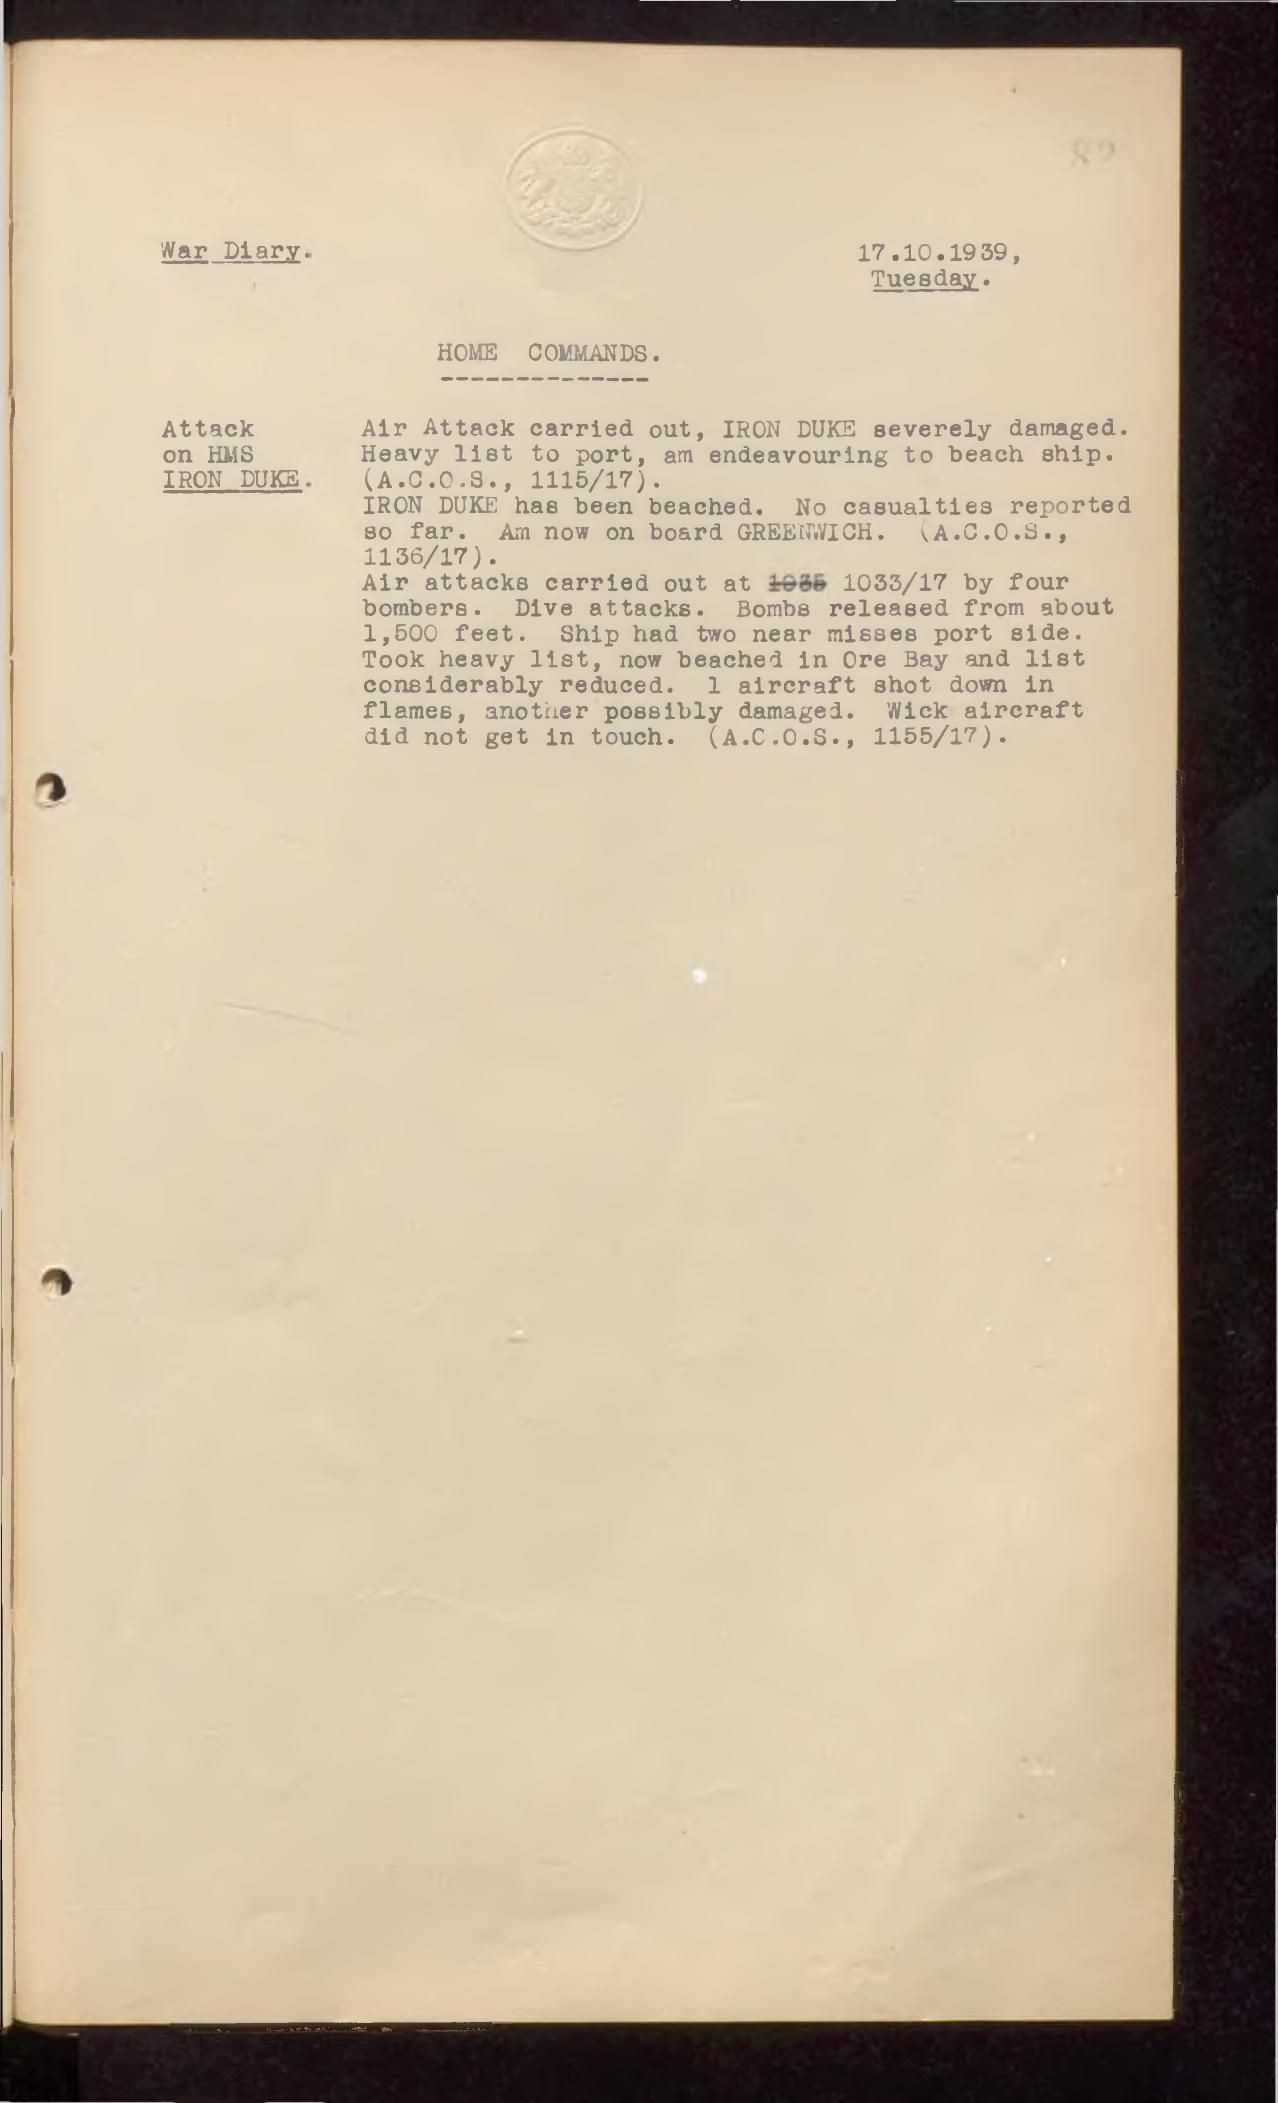 82
War Diary.
17.10.1939,
Tuesday.
HOME COMMANDS.
--------------
Attack
on HMS
IRON DUKE.
Air Attack carried out, IRON DUKE severely damaged.
Heavy list to port, am endeavouring to beach ship.
(A.C.O.S., 1115/17).
IRON DUKE has been beached. No casualties reported
so far. Am now on board GREENWICH. (A.C.O.S.,
1136/17).
Air attacks carried out at 1035 1033/17 by four
bombers. Dive attacks. Bombs released from about
1,500 feet. Ship had two near misses port side.
Took heavy list, now beached in Ore Bay and list
considerably reduced. 1 aircraft shot down in
flames, another possibly damaged. Wick aircraft
did not get in touch. (A.C.O.S., 1155/17).